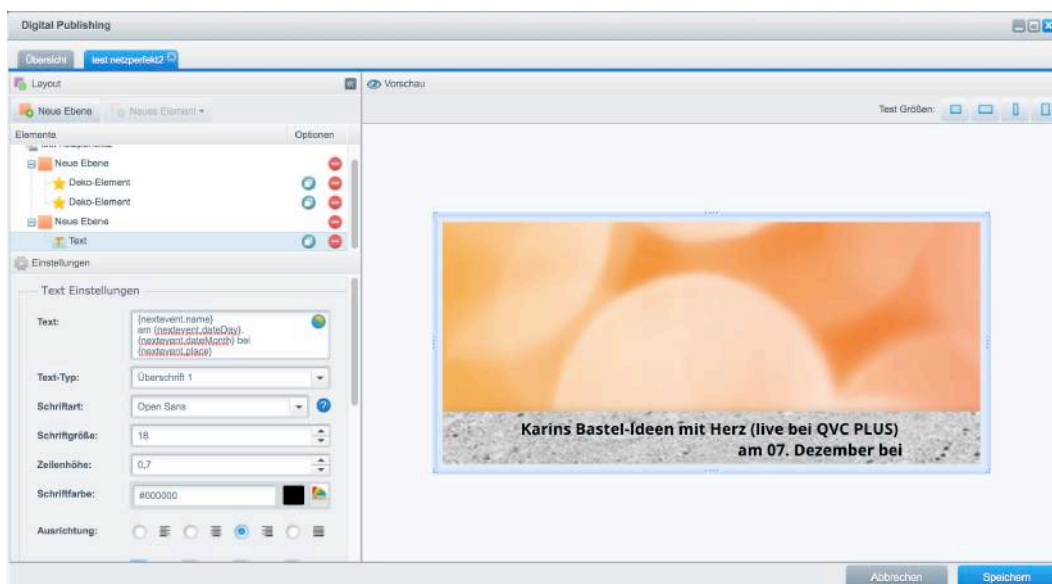 Digital Publishing
Übersicht
test netzperfekt2
Layout
Vorschau
Neue Ebene
Neues Element
Test Größen:
Elemente
Optionen
Neue Ebene
Deko-Element
Deko-Element
Neue Ebene
Text
Einstellungen
Text Einstellungen
Text:
{nextevent.name}
am {nextevent.dateDay}.
{nextevent.dateMonth} bei
{nextevent.place}
Text-Typ:
Überschrift 1
Schriftart:
Open Sans
Schriftgröße:
18
Zeilenhöhe:
0,7
Schriftfarbe:
#000000
Ausrichtung:
Karins Bastel-Ideen mit Herz (live bei QVC PLUS)
am 07. Dezember bei
Abbrechen
Speichern